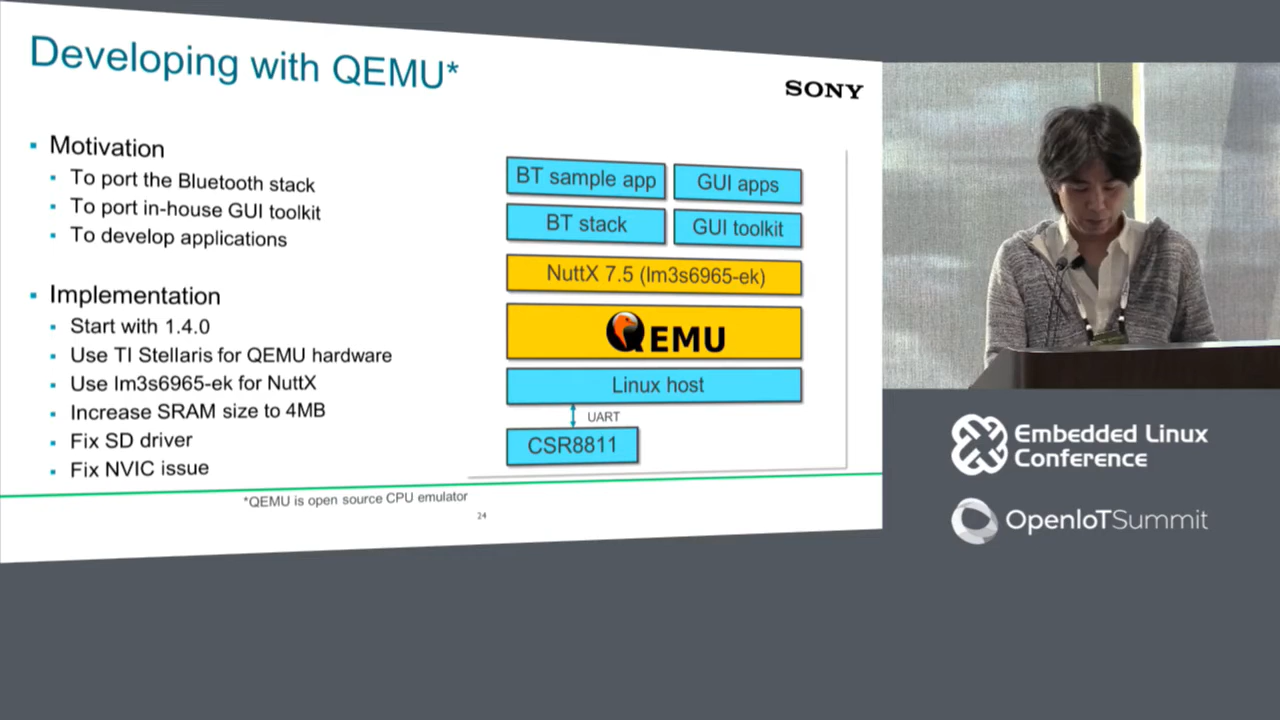 Developing with QEMU*
SONY
▪ Motivation
▪ To port the Bluetooth stack
▪ To port in-house GUI toolkit
▪ To develop applications
▪ Implementation
▪ Start with 1.4.0
▪ Use TI Stellaris for QEMU hardware
▪ Use lm3s6965-ek for NuttX
▪ Increase SRAM size to 4MB
▪ Fix SD driver
▪ Fix NVIC issue
BT sample app
GUI apps
BT stack
GUI toolkit
NuttX 7.5 (lm3s6965-ek)
QEMU
Linux host
UART
CSR8811
*QEMU is open source CPU emulator
24
Embedded Linux
Conference
OpenIoTSummit